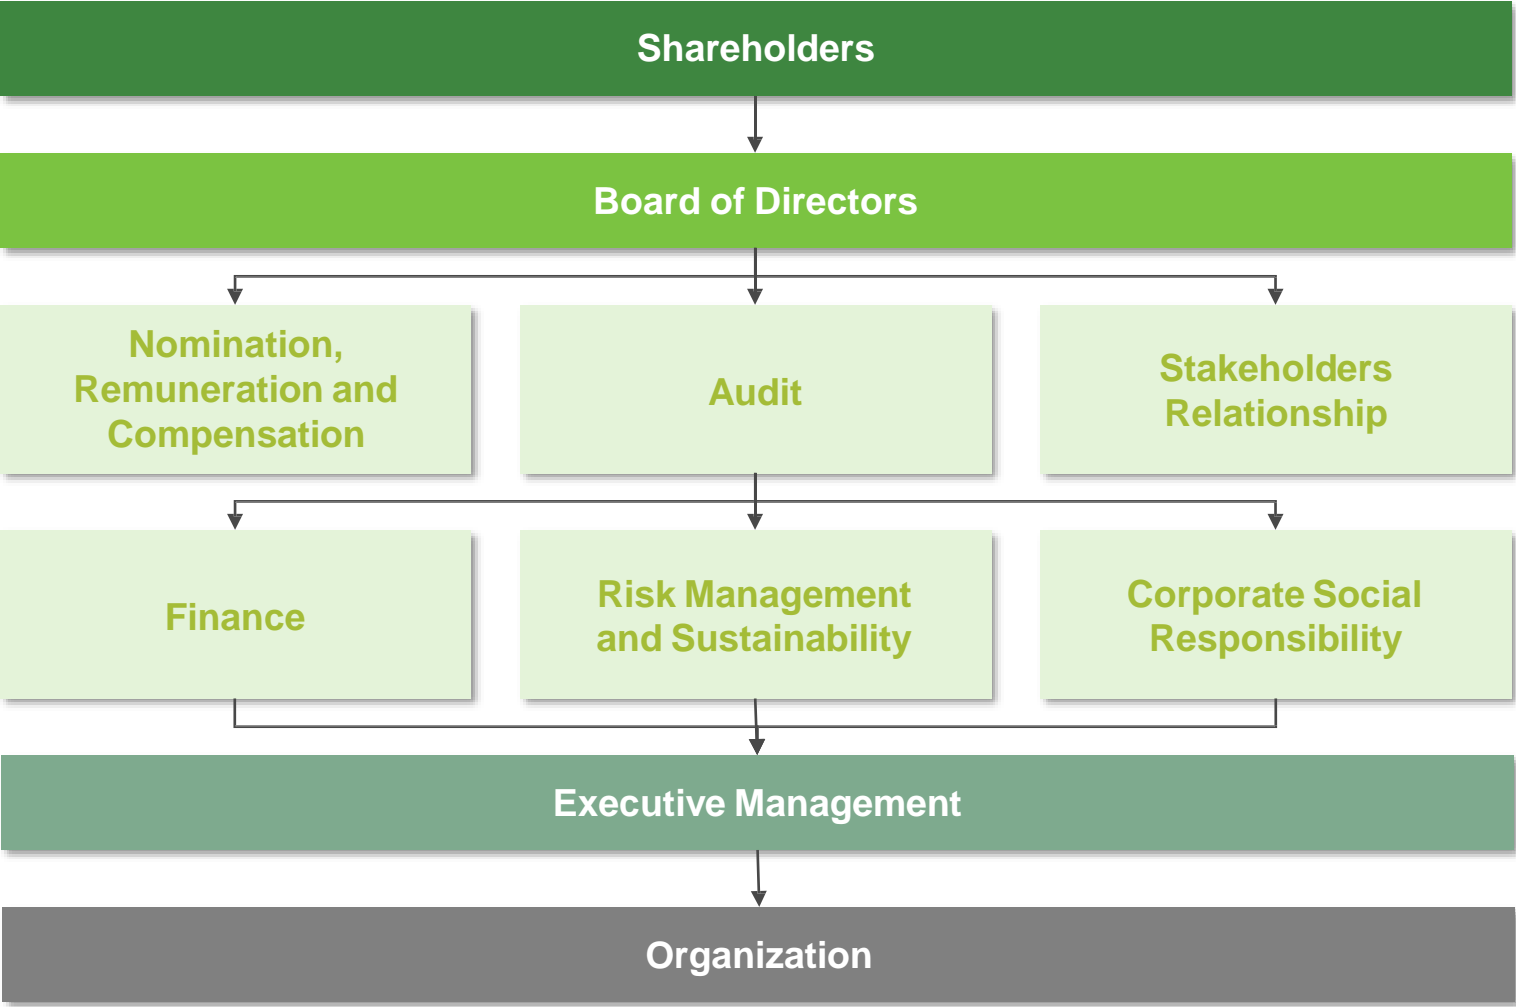 Shareholders
Board of Directors
Nomination,
Remuneration and
Compensation
Audit
Stakeholders
Relationship
Finance
Risk Management
and Sustainability
Corporate Social
Responsibility
Executive Management
Organization